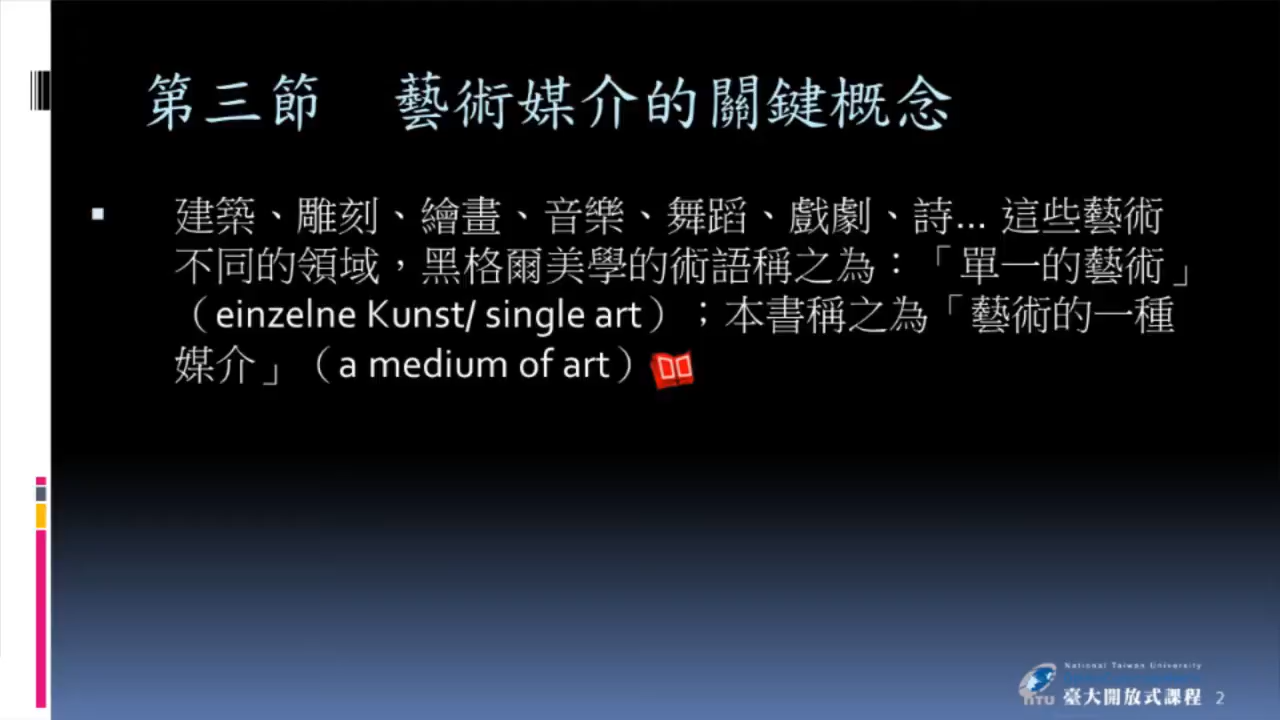 第三節　藝術媒介的關鍵概念
建築、雕刻、繪畫、音樂、舞蹈、戲劇、詩... 這些藝術
不同的領域，黑格爾美學的術語稱之為：「單一的藝術」
（einzelne Kunst/ single art）；本書稱之為「藝術的一種
媒介」（a medium of art）
National Taiwan University
NTU 臺大開放式課程 2